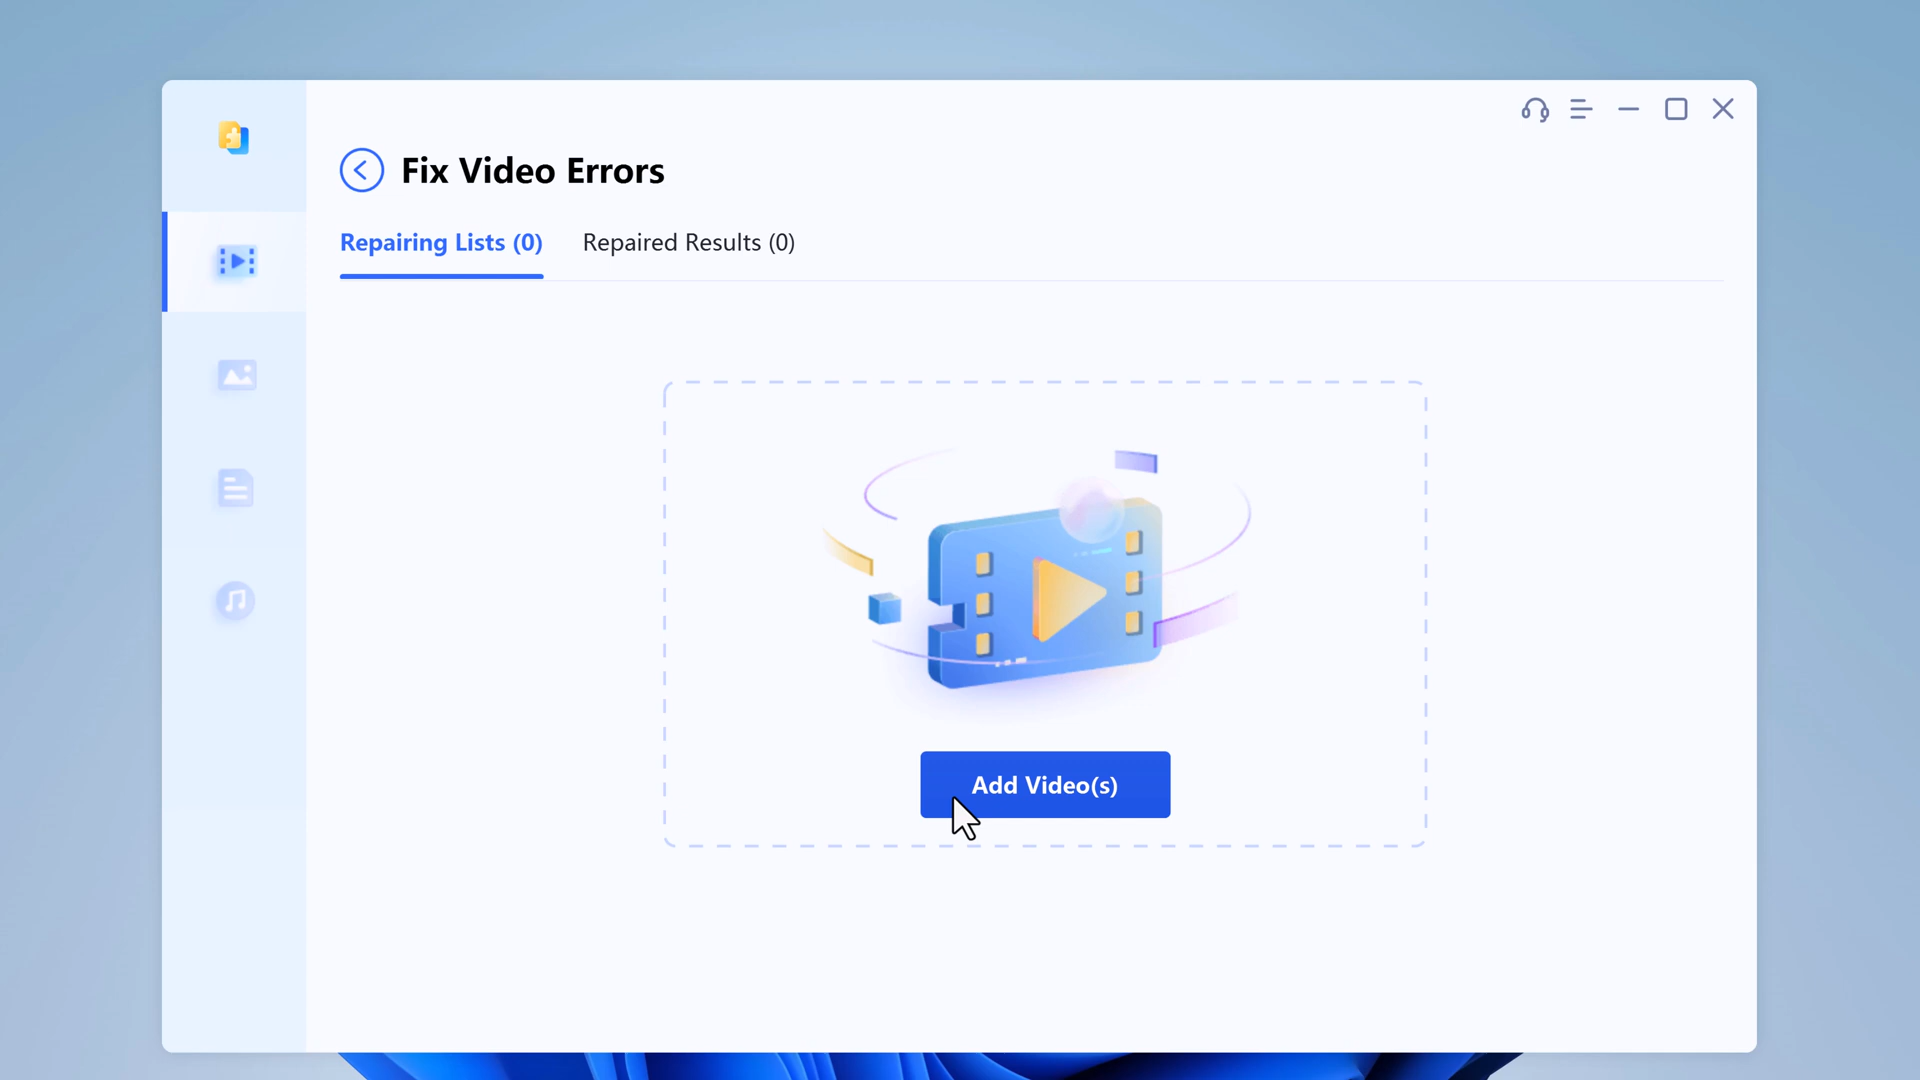 Fix Video Errors
Repairing Lists (0)
Repaired Results (0)
Add Video(s)